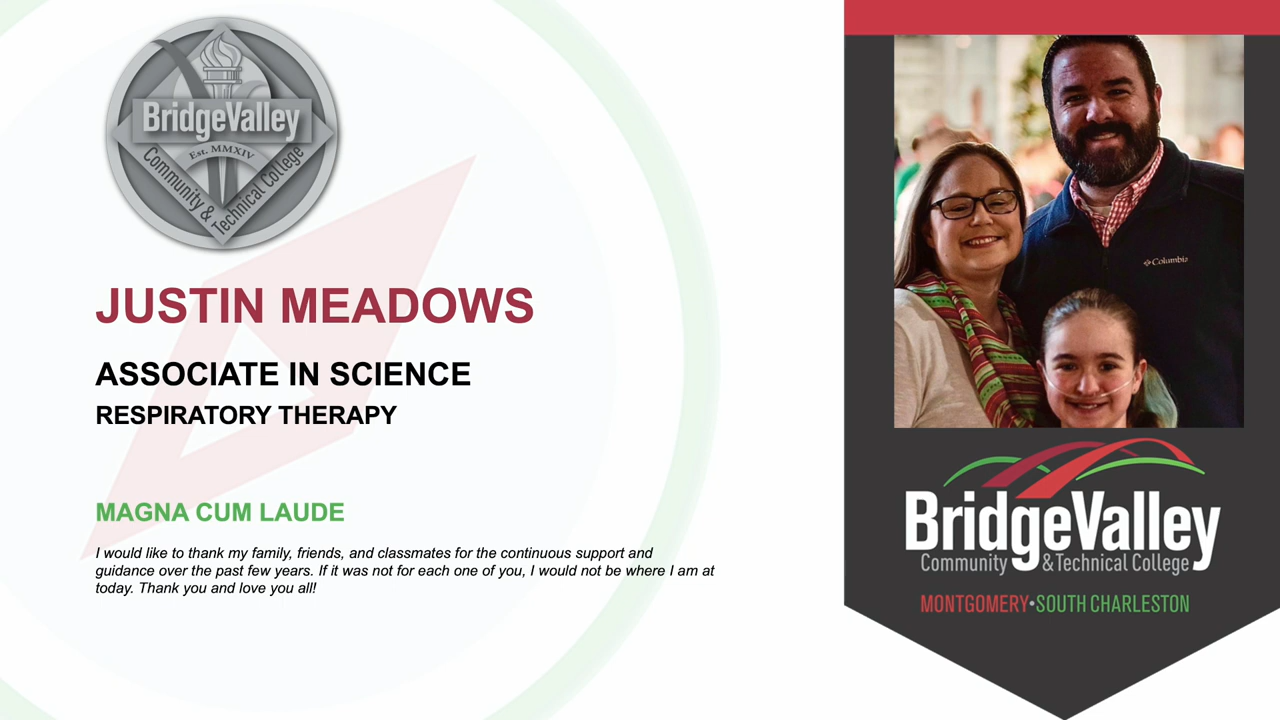 BridgeValley
Est. MMXIV
Community &
Technical College
JUSTIN MEADOWS
ASSOCIATE IN SCIENCE
RESPIRATORY THERAPY
MAGNA CUM LAUDE
I would like to thank my family, friends, and classmates for the continuous support and
guidance over the past few years. If it was not for each one of you, I would not be where I am at
today. Thank you and love you all!
Columbia
BridgeValley
Community & Technical College
MONTGOMERY•SOUTH CHARLESTON